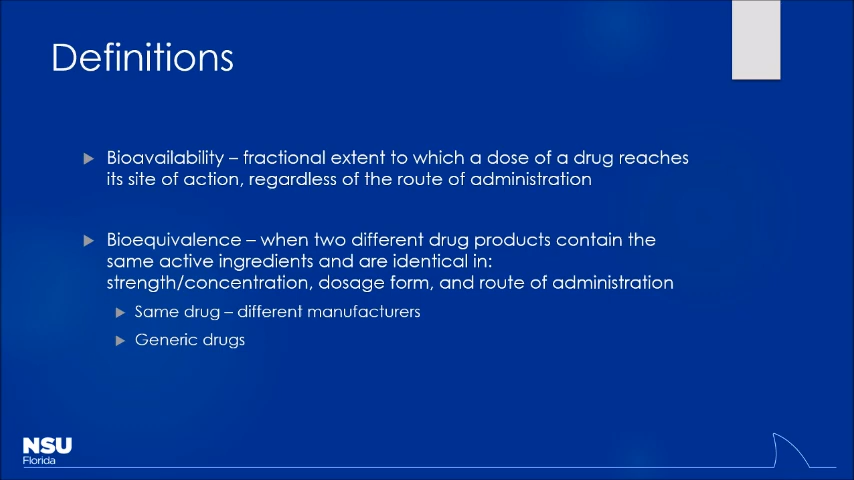 Definitions
Bioavailability – fractional extent to which a dose of a drug reaches
its site of action, regardless of the route of administration
Bioequivalence – when two different drug products contain the
same active ingredients and are identical in:
strength/concentration, dosage form, and route of administration
Same drug – different manufacturers
Generic drugs
NSU
Florida